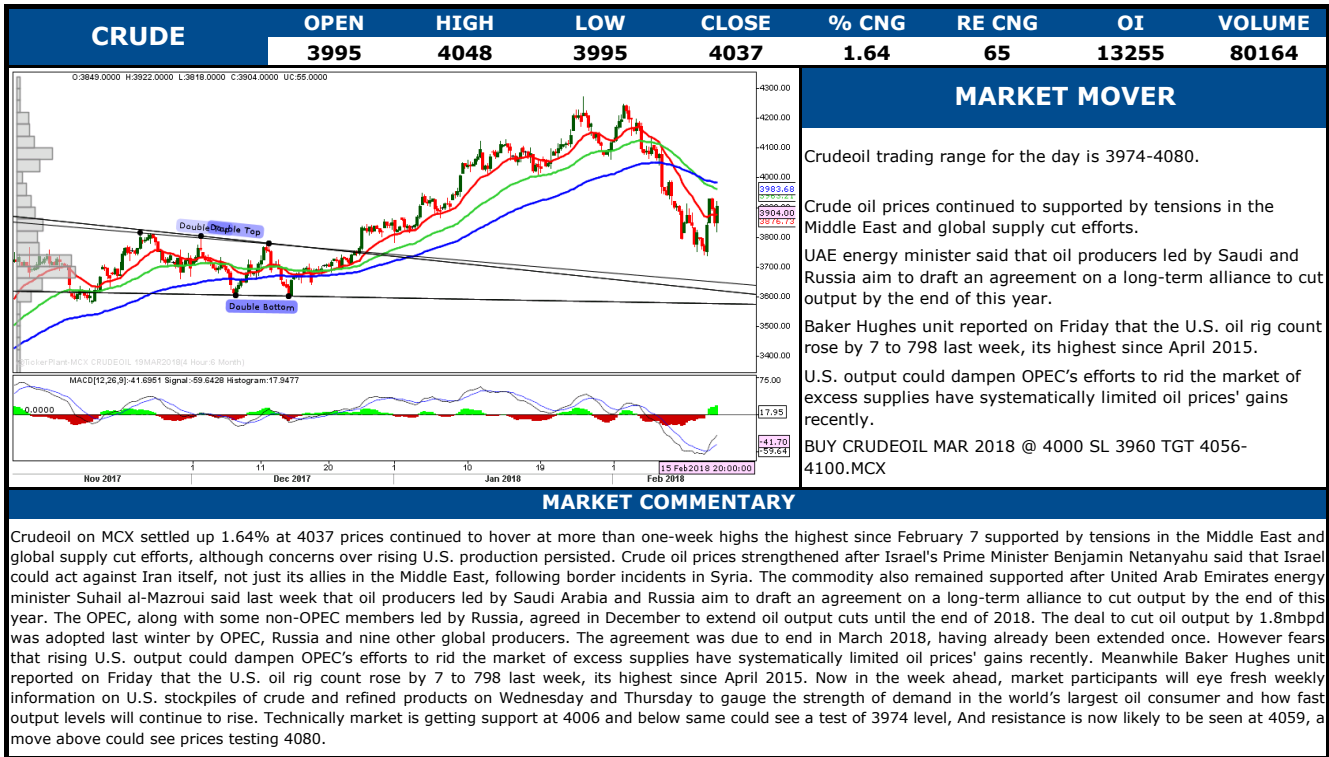 CRUDE
OPEN HIGH LOW CLOSE % CNG RE CNG OI VOLUME
3995 4048 3995 4037 1.64 65 13255 80164
O:3849.0000 H:3922.0000 L:3818.0000 C:3904.0000 UC:55.0000
4300.00
4200.00
4100.00
4000.00
3983.68
3904.00
3876.73
3800.00
3700.00
3600.00
3500.00
3400.00
Double Top
Double Bottom
TickerPlant-MCX CRUDEOIL 19MAR2018(4 Hour 6 Month)
MACD[12,26,9]:-41.6951 Signal:-59.6428 Histogram:17.9477
75.00
0.0000
17.95
-41.70
-59.64
1 11 20 1 10 19 1 15 Feb2018 20:00:00
Nov 2017 Dec 2017 Jan 2018 Feb 2018
MARKET MOVER
Crudeoil trading range for the day is 3974-4080.
Crude oil prices continued to supported by tensions in the
Middle East and global supply cut efforts.
UAE energy minister said that oil producers led by Saudi and
Russia aim to draft an agreement on a long-term alliance to cut
output by the end of this year.
Baker Hughes unit reported on Friday that the U.S. oil rig count
rose by 7 to 798 last week, its highest since April 2015.
U.S. output could dampen OPEC’s efforts to rid the market of
excess supplies have systematically limited oil prices' gains
recently.
BUY CRUDEOIL MAR 2018 @ 4000 SL 3960 TGT 4056-
4100.MCX
MARKET COMMENTARY
Crudeoil on MCX settled up 1.64% at 4037 prices continued to hover at more than one-week highs the highest since February 7 supported by tensions in the Middle East and
global supply cut efforts, although concerns over rising U.S. production persisted. Crude oil prices strengthened after Israel's Prime Minister Benjamin Netanyahu said that Israel
could act against Iran itself, not just its allies in the Middle East, following border incidents in Syria. The commodity also remained supported after United Arab Emirates energy
minister Suhail al-Mazroui said last week that oil producers led by Saudi Arabia and Russia aim to draft an agreement on a long-term alliance to cut output by the end of this
year. The OPEC, along with some non-OPEC members led by Russia, agreed in December to extend oil output cuts until the end of 2018. The deal to cut oil output by 1.8mbpd
was adopted last winter by OPEC, Russia and nine other global producers. The agreement was due to end in March 2018, having already been extended once. However fears
that rising U.S. output could dampen OPEC’s efforts to rid the market of excess supplies have systematically limited oil prices' gains recently. Meanwhile Baker Hughes unit
reported on Friday that the U.S. oil rig count rose by 7 to 798 last week, its highest since April 2015. Now in the week ahead, market participants will eye fresh weekly
information on U.S. stockpiles of crude and refined products on Wednesday and Thursday to gauge the strength of demand in the world’s largest oil consumer and how fast
output levels will continue to rise. Technically market is getting support at 4006 and below same could see a test of 3974 level, And resistance is now likely to be seen at 4059, a
move above could see prices testing 4080.